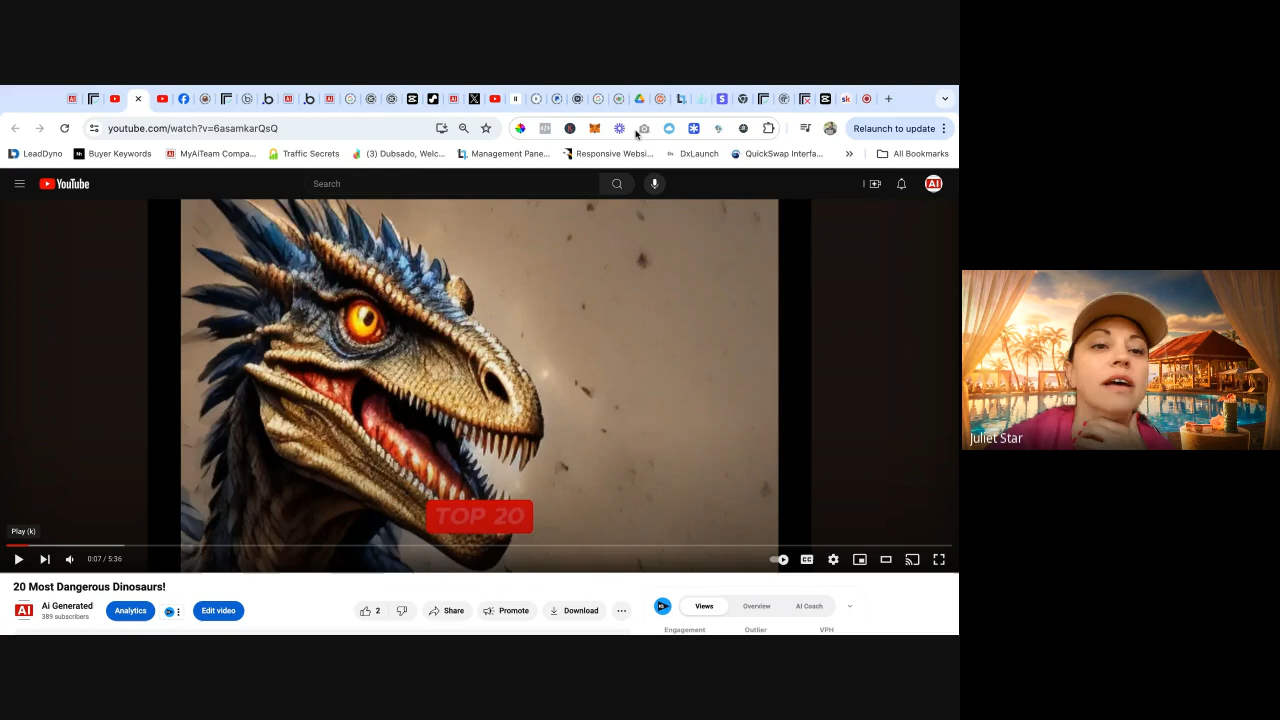 youtube.com/watch?v=6asamkarQsQ
Relaunch to update
LeadDyno
Buyer Keywords
MyAiTeam Compa...
Traffic Secrets
(3) Dubsado, Welc...
Management Pane...
Responsive Websi...
DxLaunch
QuickSwap Interfa...
All Bookmarks
YouTube
Search
AI
TOP 20
Play (k)
0:07 / 5:36
CC
20 Most Dangerous Dinosaurs!
AI
Ai Generated
389 subscribers
Analytics
Edit video
2
Share
Promote
Download
Views
Overview
AI Coach
Engagement
Outlier
VPH
Juliet Star